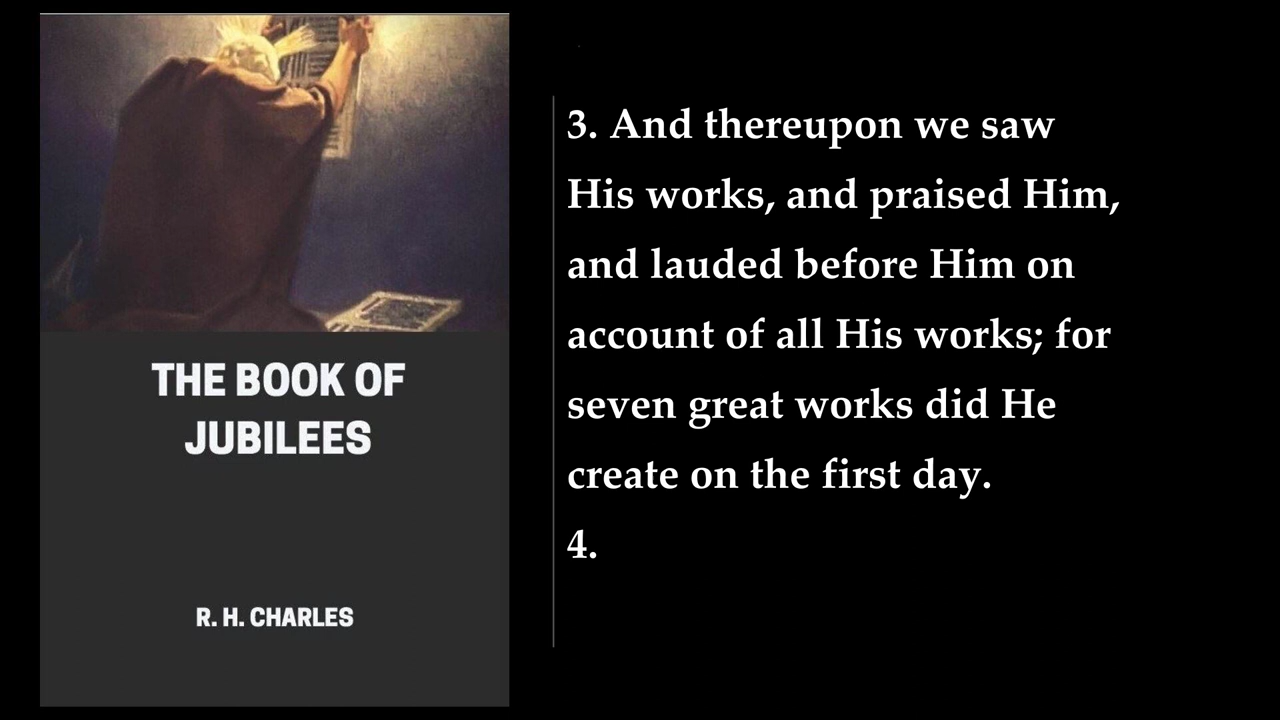 THE BOOK OF
JUBILEES
R. H. CHARLES
3. And thereupon we saw
His works, and praised Him,
and lauded before Him on
account of all His works; for
seven great works did He
create on the first day.
4.